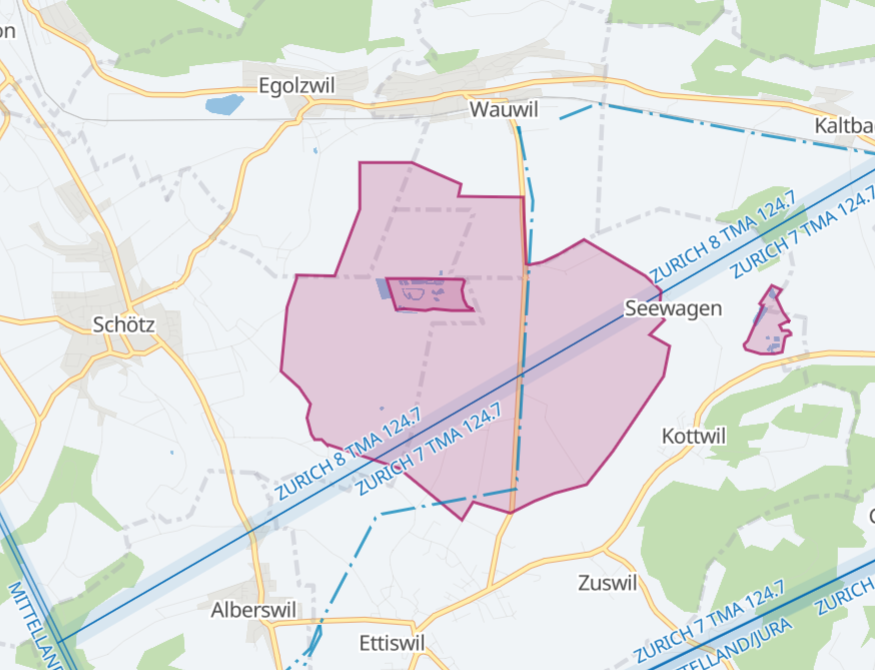 on
Egolzwil
Wauwil
Kaltba
ZURICH 8 TMA 124.7
ZURICH 7 TMA 124.7
Seewagen
Schötz
ZURICH 8 TMA 124.7
ZURICH 7 TMA 124.7
Kottwil
Zuswil
Alberswil
Ettiswil
MITTELLAND
ZURICH 7 TMA 124.7
ZURICH
TELLAND/JURA